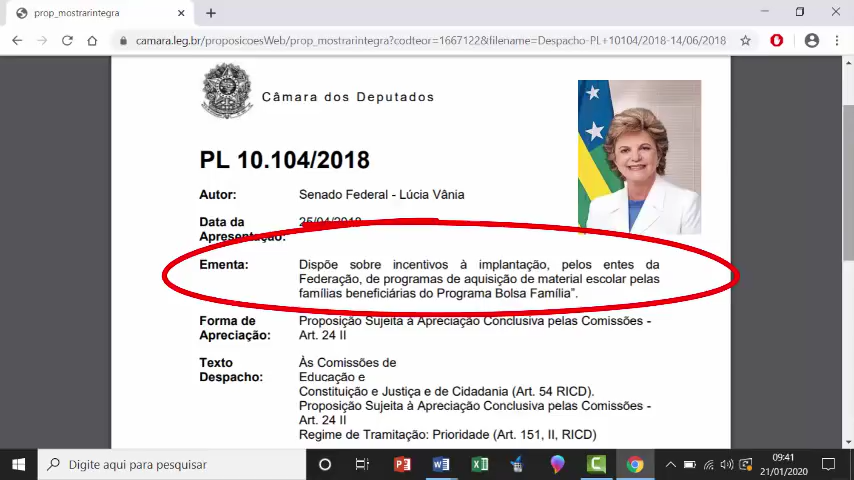 prop_mostrarintegra
camara.leg.br/proposicoesWeb/prop_mostrarintegra?codteor=1667122&filename=Despacho-PL+10104/2018-14/06/2018
Câmara dos Deputados
PL 10.104/2018
Autor: Senado Federal - Lúcia Vânia
Data da 25/04/2018
Apresentação:
Ementa: Dispõe sobre incentivos à implantação, pelos entes da
Federação, de programas de aquisição de material escolar pelas
famílias beneficiárias do Programa Bolsa Família".
Forma de Proposição Sujeita à Apreciação Conclusiva pelas Comissões -
Apreciação: Art. 24 II
Texto Às Comissões de
Despacho: Educação e
Constituição e Justiça e de Cidadania (Art. 54 RICD).
Proposição Sujeita à Apreciação Conclusiva pelas Comissões -
Art. 24 II
Regime de Tramitação: Prioridade (Art. 151, II, RICD)
Digite aqui para pesquisar
09:41
21/01/2020